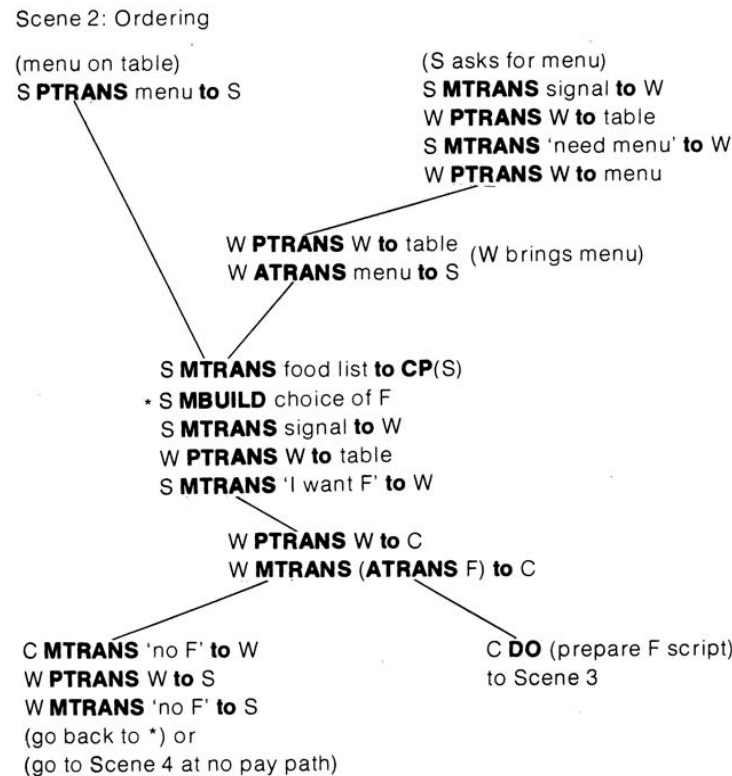 Scene 2: Ordering
(menu on table)
S PTRANS menu to S
(S asks for menu)
S MTRANS signal to W
W PTRANS W to table
S MTRANS ‘need menu’ to W
W PTRANS W to menu
W PTRANS W to table
W ATRANS menu to S
(W brings menu)
S MTRANS food list to CP(S)
* S MBUILD choice of F
S MTRANS signal to W
W PTRANS W to table
S MTRANS ‘I want F’ to W
W PTRANS W to C
W MTRANS (ATRANS F) to C
C MTRANS ‘no F’ to W
W PTRANS W to S
W MTRANS ‘no F’ to S
(go back to *) or
(go to Scene 4 at no pay path)
C DO (prepare F script)
to Scene 3